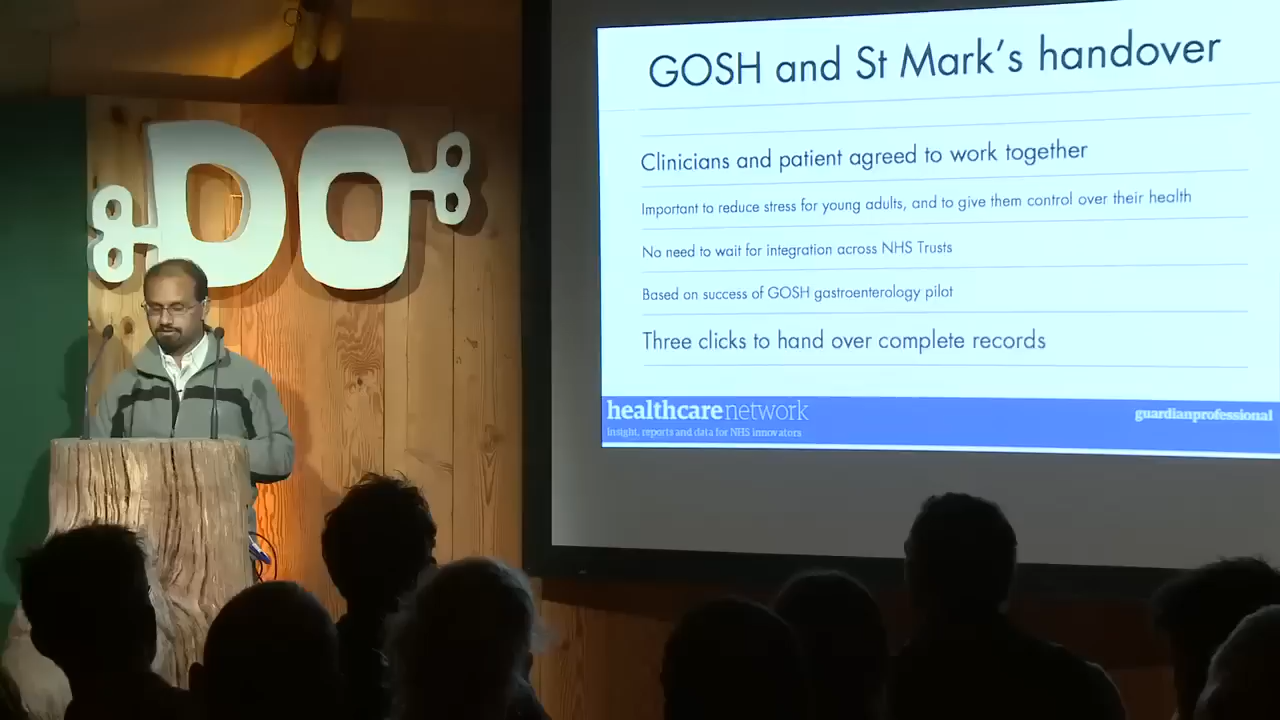 DO
GOSH and St Mark's handover
Clinicians and patient agreed to work together
Important to reduce stress for young adults, and to give them control over their health
No need to wait for integration across NHS Trusts
Based on success of GOSH gastroenterology pilot
Three clicks to hand over complete records
healthcarenetwork
guardianprofessional
Insight, reports and data for NHS innovators